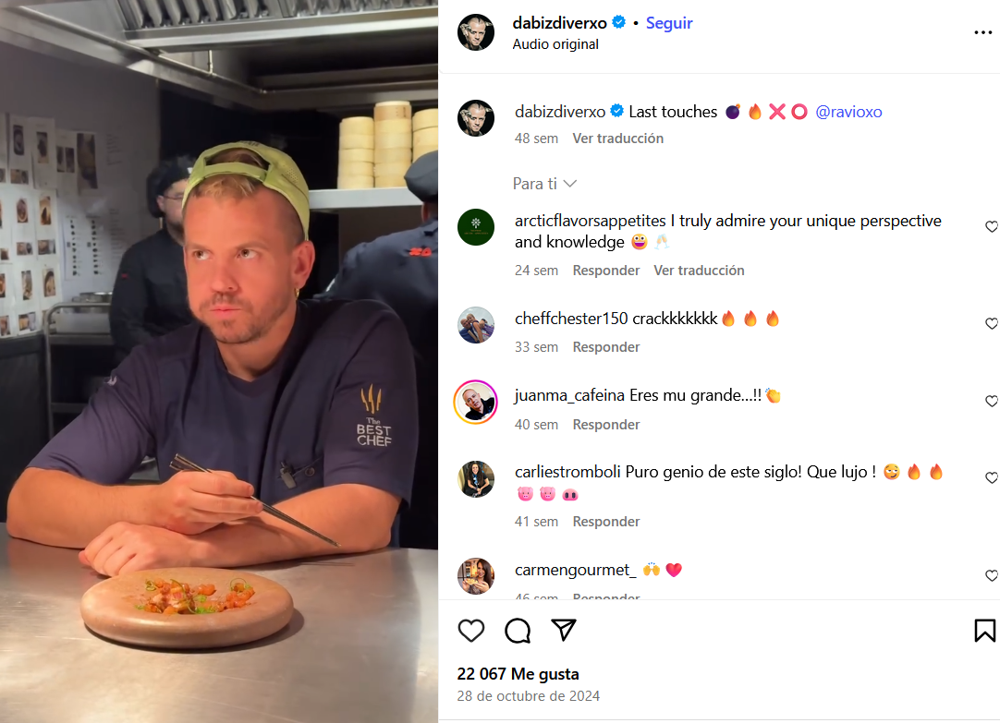 dabizdiverxo • Seguir
Audio original
dabizdiverxo Last touches 💣 🔥 ❌ ⭕ @ravioxo
48 sem Ver traducción
Para ti
arcticflavorsappetites I truly admire your unique perspective
and knowledge 😀 🥂
24 sem Responder Ver traducción
cheffchester150 crackkkkkkk 🔥 🔥 🔥
33 sem Responder
juanma_cafeina Eres mu grande...!! 👏
40 sem Responder
carliestromboli Puro genio de este siglo! Que lujo ! 🤪 🔥 🔥
🐷 🐷 🐽
41 sem Responder
carmengourmet_ 🙌 ❤️
46 sem Responder
22 067 Me gusta
28 de octubre de 2024
The
BEST
CHEF
XO